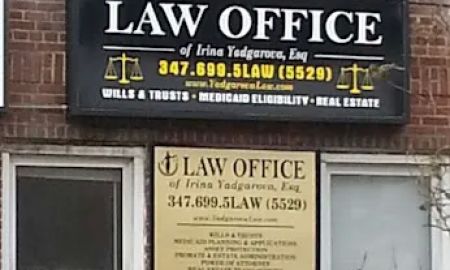 LAW OFFICE
of Irina Yadgarova, Esq
347.699.5LAW (5529)
www.YadgarovaLaw.com
WILLS & TRUSTS • MEDICAID ELIGIBILITY • REAL ESTATE
LAW OFFICE
of Irina Yadgarova, Esq
347.699.5LAW (5529)
www.YadgarovaLaw.com
WILLS & TRUSTS
MEDICAID PLANNING & APPLICATIONS
ASSET PROTECTION
PROBATE & ESTATE ADMINISTRATION
POWER OF ATTORNEY
REAL ESTATE